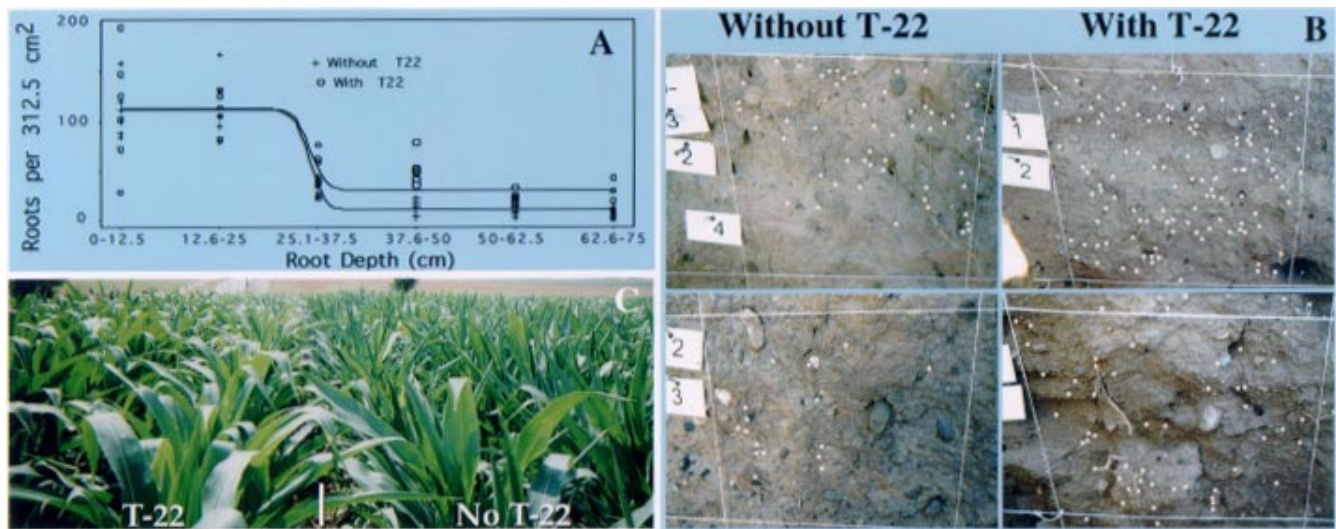 200
A
+ Without T22
o With T22
100
0
Roots per 312.5 cm2
0-12.5 12.6-25 25.1-37.5 37.6-50 50-62.5 62.6-75
Root Depth (cm)
C
T-22 No T-22
Without T-22 With T-22 B
3
2
4
1
2
2
3